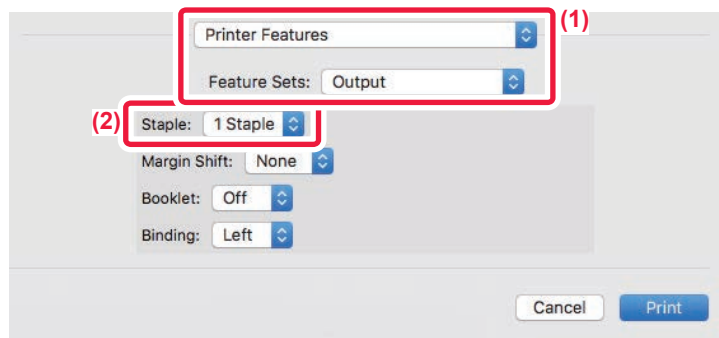 Printer Features
(1)
Feature Sets: Output
(2)
Staple: 1 Staple
Margin Shift: None
Booklet: Off
Binding: Left
Cancel Print